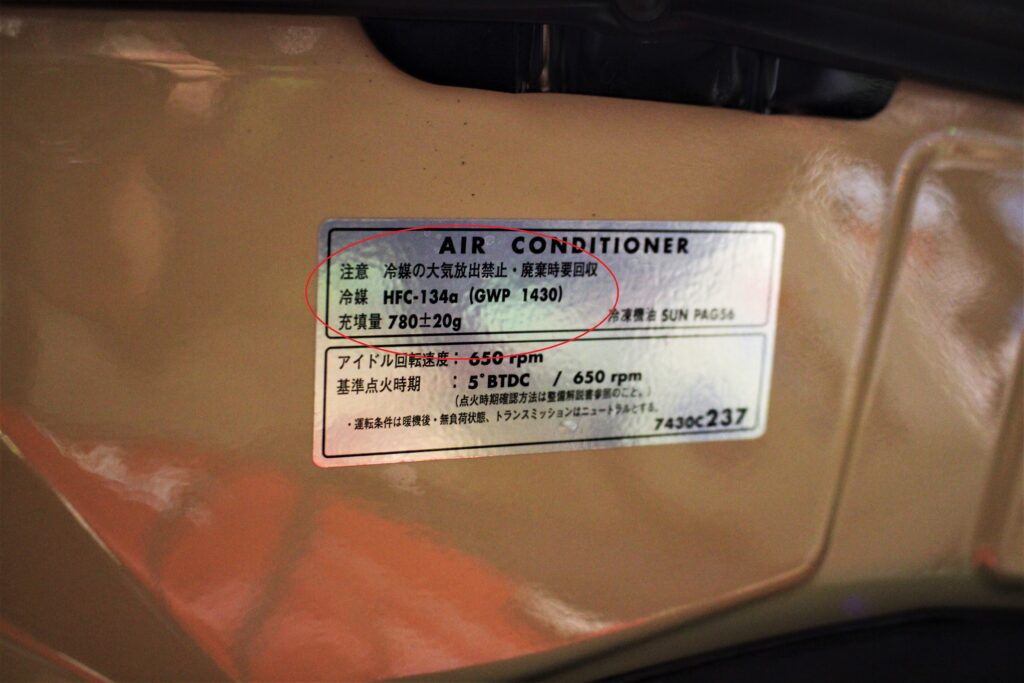 AIR CONDITIONER
注意 冷媒の大気放出禁止・廃棄時要回収
冷媒 HFC-134a (GWP 1430)
充填量 780±20g 冷凍機油 SUN PAG56
アイドル回転速度： 650 rpm
基準点火時期 ： 5°BTDC / 650 rpm
(点火時期確認方法は整備解説書参照のこと。)
・運転条件は暖機後・無負荷状態、トランスミッションはニュートラルとする。
7430C237